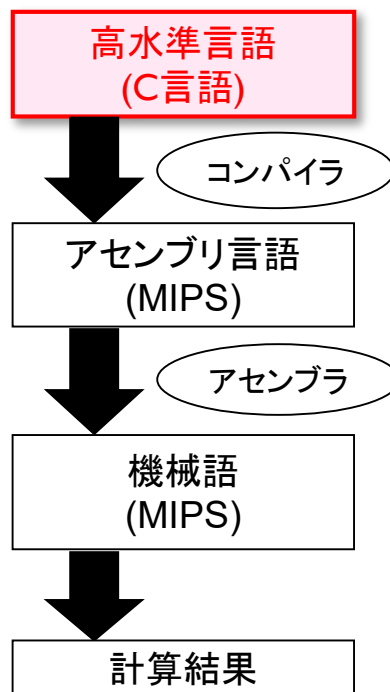 高水準言語
(C言語)
コンパイラ
アセンブリ言語
(MIPS)
アセンブラ
機械語
(MIPS)
計算結果